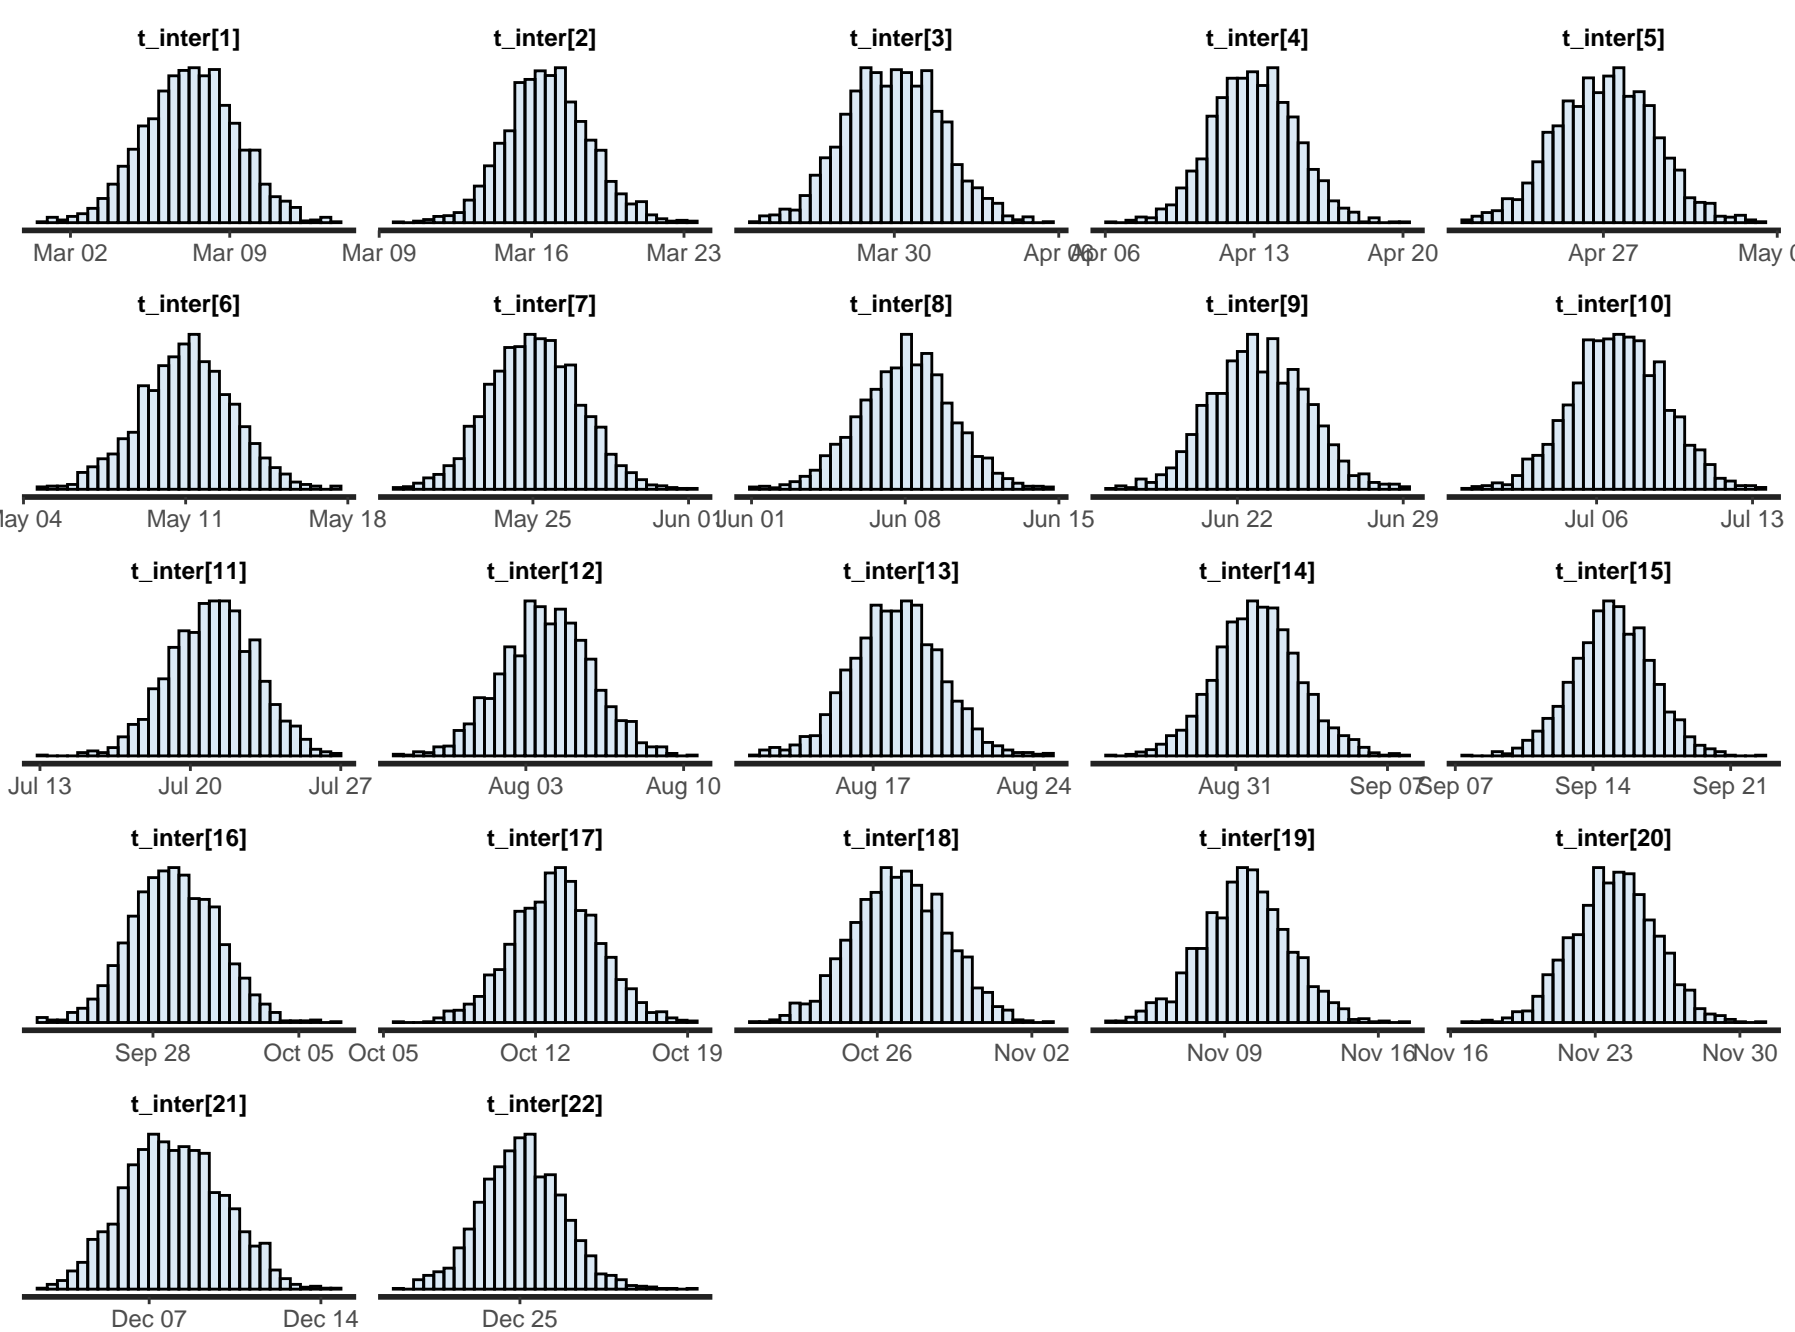 t_inter[1] t_inter[2] t_inter[3] t_inter[4] t_inter[5]
Mar 02 Mar 09 Mar 09 Mar 16 Mar 23 Mar 30 Apr 06 Apr 06 Apr 13 Apr 20 Apr 27 May 0
t_inter[6] t_inter[7] t_inter[8] t_inter[9] t_inter[10]
May 04 May 11 May 18 May 25 Jun 01 Jun 01 Jun 08 Jun 15 Jun 22 Jun 29 Jul 06 Jul 13
t_inter[11] t_inter[12] t_inter[13] t_inter[14] t_inter[15]
Jul 13 Jul 20 Jul 27 Aug 03 Aug 10 Aug 17 Aug 24 Aug 31 Sep 07 Sep 07 Sep 14 Sep 21
t_inter[16] t_inter[17] t_inter[18] t_inter[19] t_inter[20]
Sep 28 Oct 05 Oct 05 Oct 12 Oct 19 Oct 26 Nov 02 Nov 09 Nov 16 Nov 16 Nov 23 Nov 30
t_inter[21] t_inter[22]
Dec 07 Dec 14 Dec 25